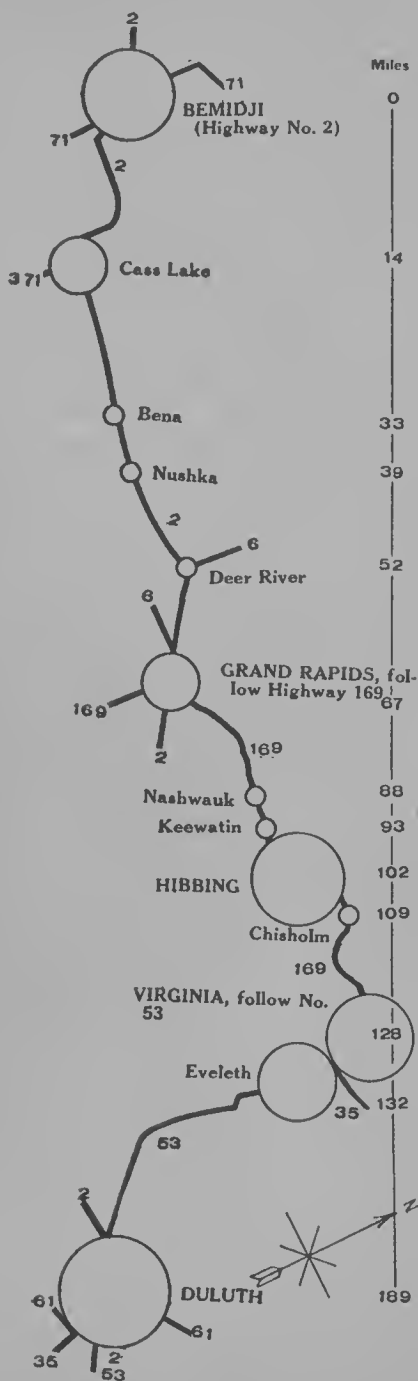 2
71
Miles
BEMIDJI
(Highway No. 2)
0
71
2
Cass Lake
14
3 71
Bena
33
Nushka
39
2
6
Deer River
52
6
GRAND RAPIDS, fol-
low Highway 169
67
169
2
169
Nashwauk
88
Keewatin
93
HIBBING
102
109
Chisholm
169
VIRGINIA, follow No.
53
128
Eveleth
132
35
53
N
2
DULUTH
189
61
61
35
2
53